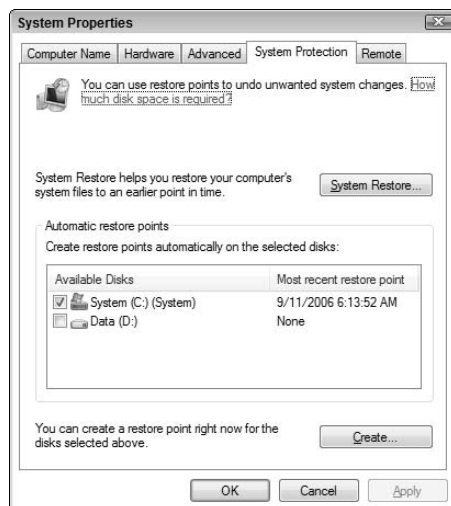 System Properties
Computer Name Hardware Advanced System Protection Remote
You can use restore points to undo unwanted system changes. How
much disk space is required?
System Restore helps you restore your computer's
system files to an earlier point in time.
System Restore...
Automatic restore points
Create restore points automatically on the selected disks:
Available Disks Most recent restore point
System (C:) (System) 9/11/2006 6:13:52 AM
Data (D:) None
You can create a restore point right now for the
disks selected above.
Create...
OK Cancel Apply